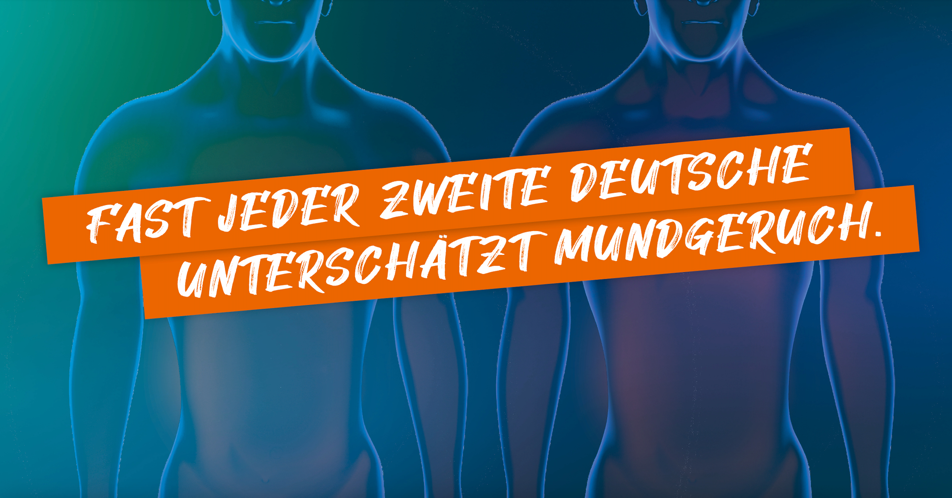 FAST JEDER ZWEITE DEUTSCHE
UNTERSCHÄTZT MUNDGERUCH.